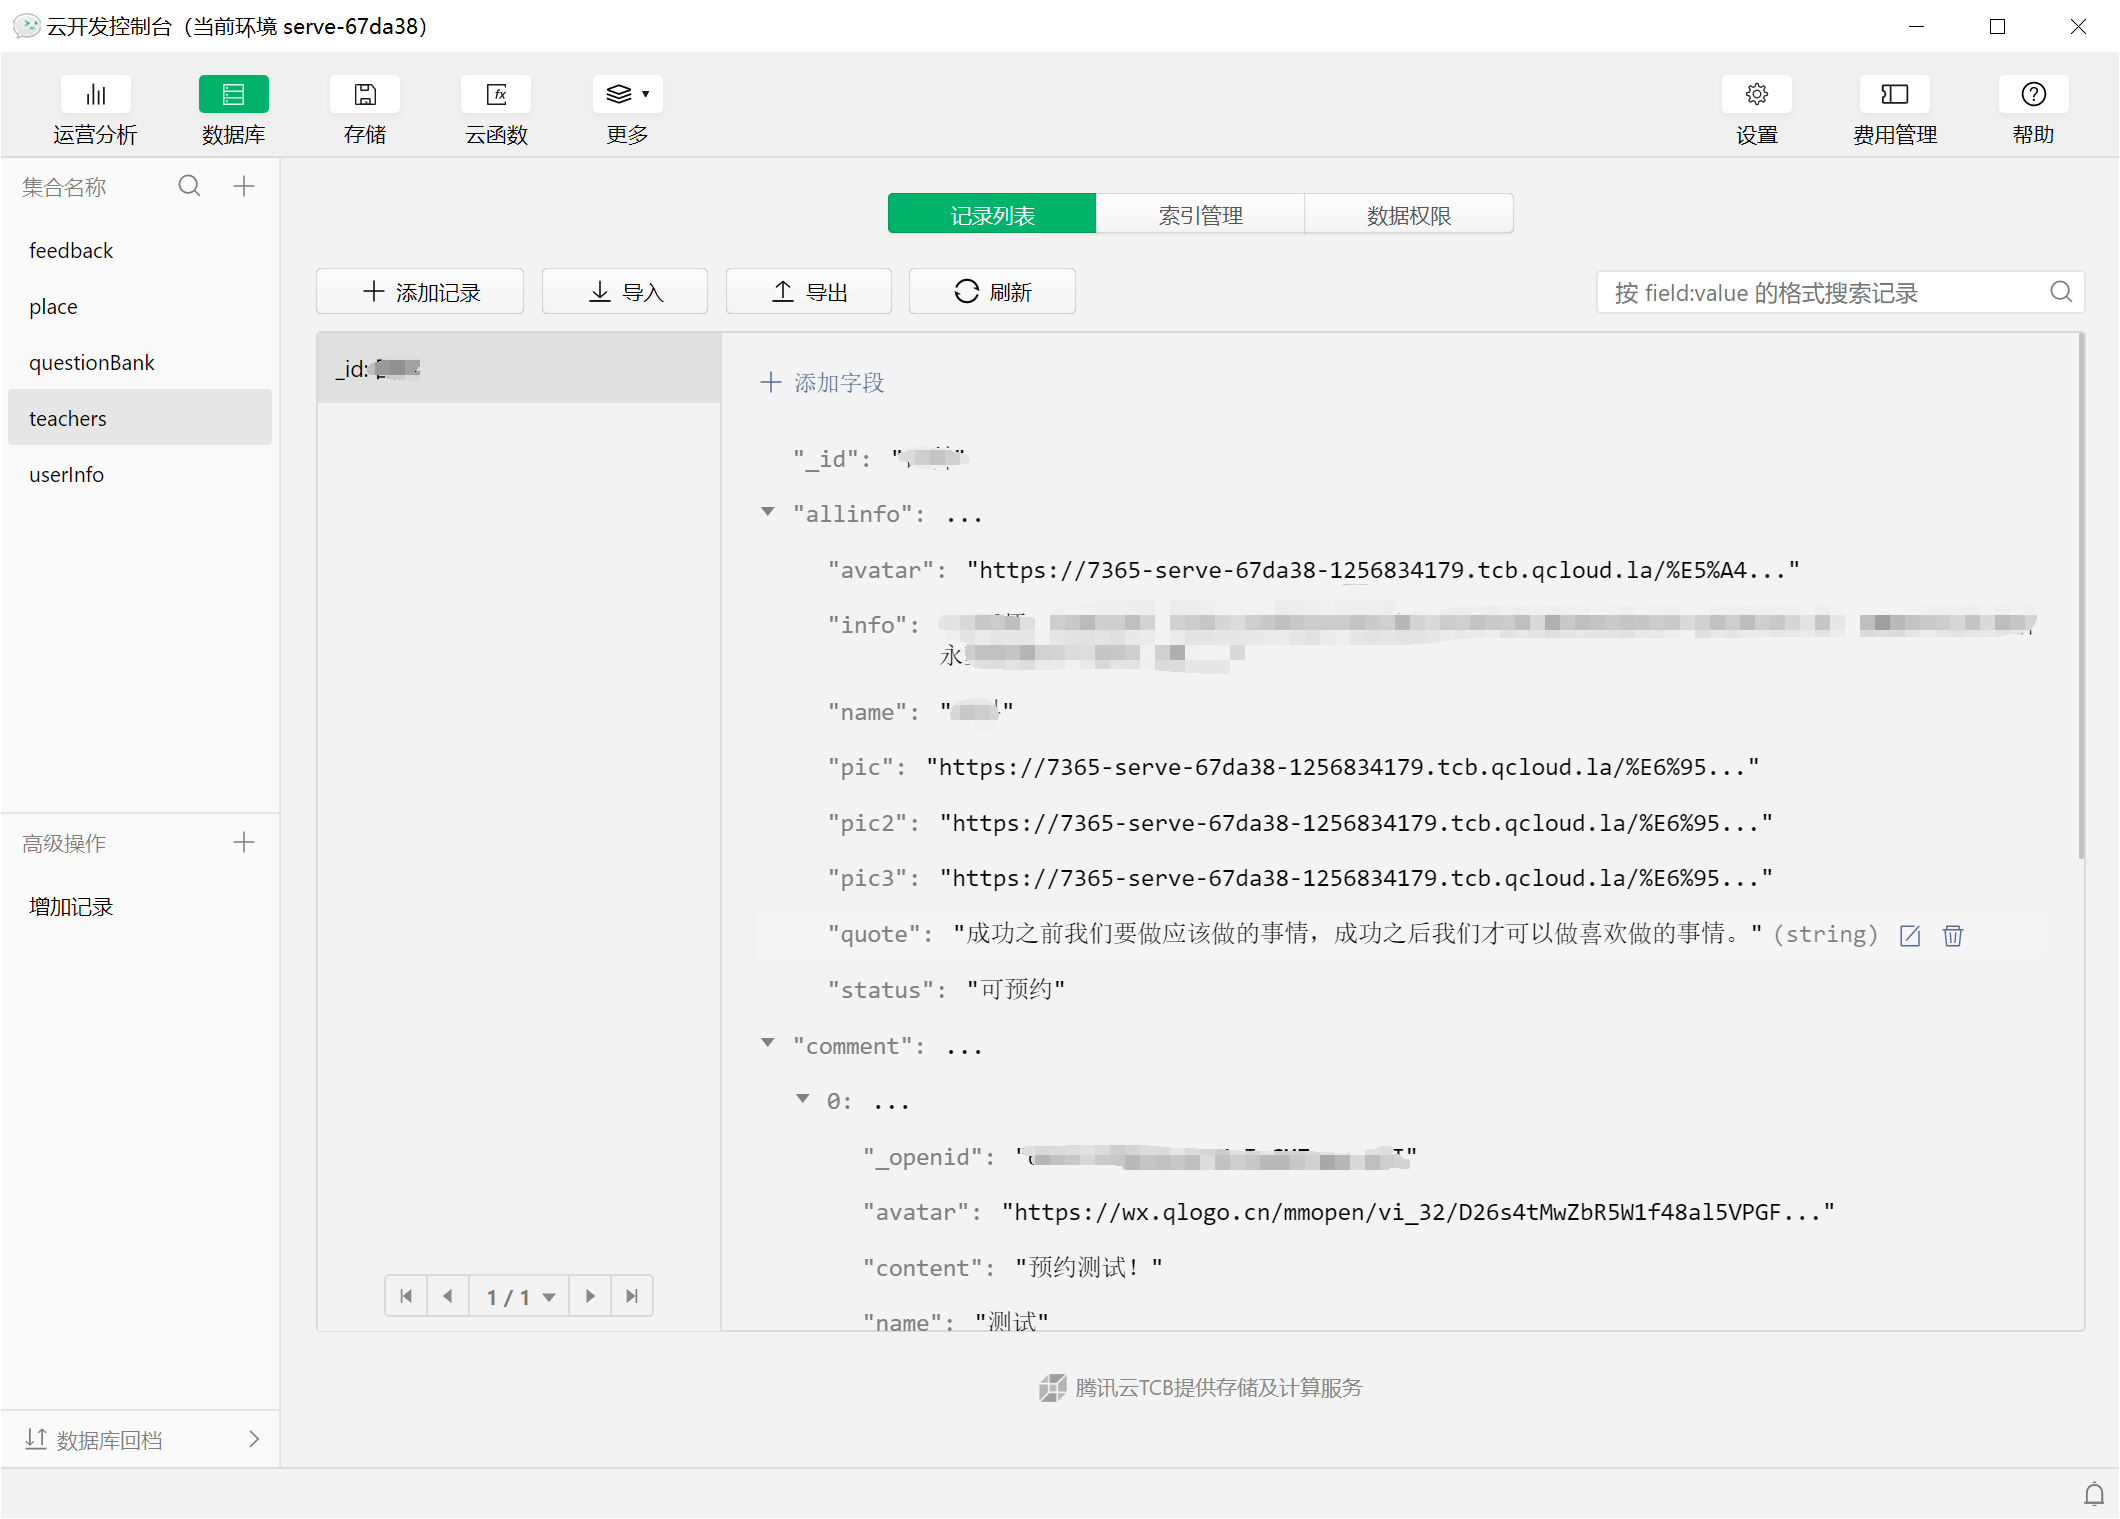 云开发控制台（当前环境 serve-67da38）
运营分析
数据库
存储
云函数
更多
设置
费用管理
帮助
集合名称
feedback
place
questionBank
teachers
userInfo
高级操作
增加记录
数据库回档
记录列表
索引管理
数据权限
添加记录
导入
导出
刷新
按 field:value 的格式搜索记录
_id:
1 / 1
添加字段
"_id": "
"allinfo": ...
"avatar": "https://7365-serve-67da38-1256834179.tcb.qcloud.la/%E5%A4..."
"info":
永
"name": " "
"pic": "https://7365-serve-67da38-1256834179.tcb.qcloud.la/%E6%95..."
"pic2": "https://7365-serve-67da38-1256834179.tcb.qcloud.la/%E6%95..."
"pic3": "https://7365-serve-67da38-1256834179.tcb.qcloud.la/%E6%95..."
"quote": "成功之前我们要做应该做的事情，成功之后我们才可以做喜欢做的事情。" (string)
"status": "可预约"
"comment": ...
0: ...
"_openid": " "
"avatar": "https://wx.qlogo.cn/mmopen/vi_32/D26s4tMwZbR5W1f48al5VPGF..."
"content": "预约测试！"
"name": "测试"
腾讯云TCB提供存储及计算服务